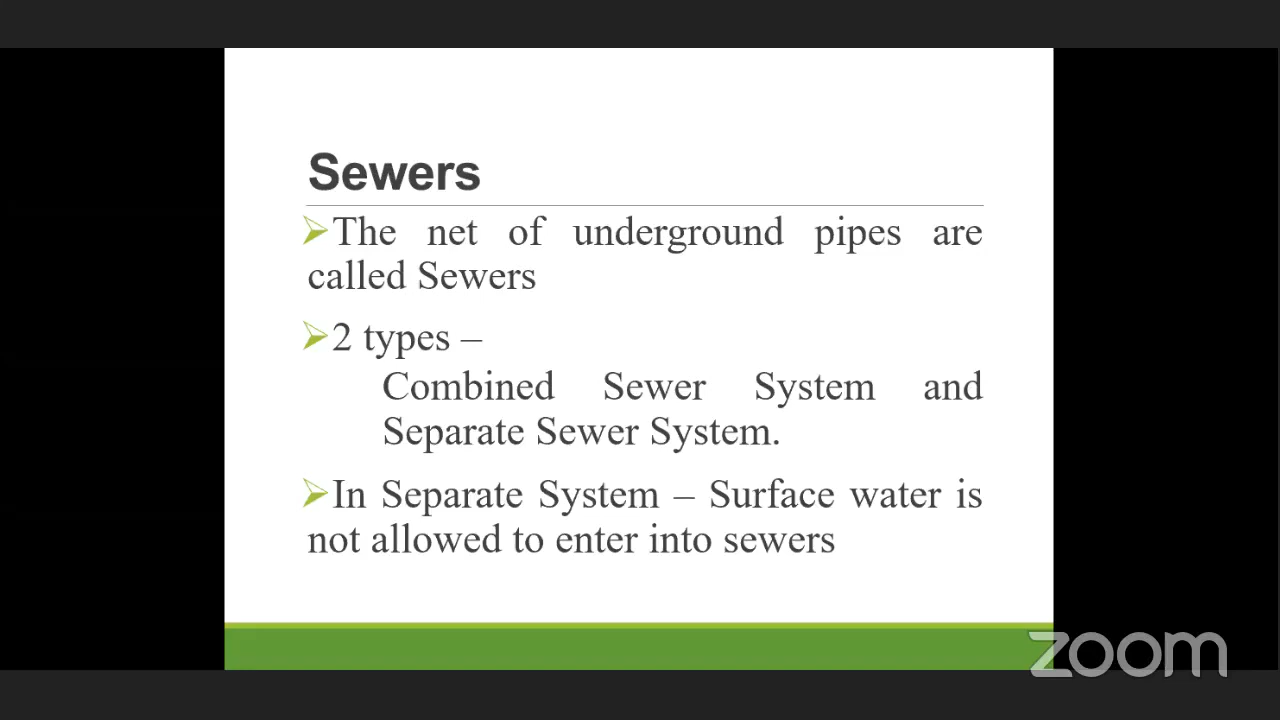 Sewers
➢The net of underground pipes are
called Sewers
➢2 types –
Combined Sewer System and
Separate Sewer System.
➢In Separate System – Surface water is
not allowed to enter into sewers
zoom